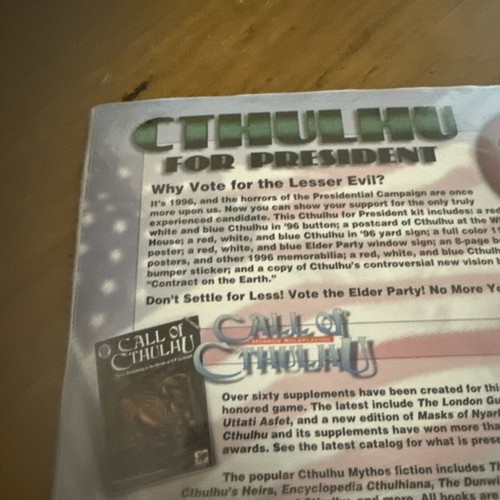 CTHULHU
FOR PRESIDENT
Why Vote for the Lesser Evil?
It's 1996, and the horrors of the Presidential Campaign are once
more upon us. Now you can show your support for the only truly
experienced candidate. This Cthulhu for President kit includes: a red
white and blue Cthulhu in '96 button; a postcard of Cthulhu at the
House; a red, white, and blue Cthulhu in '96 yard sign; a full color
poster; a red, white, and blue Elder Party window sign; an 8-page
posters, and other 1996 memorabilia; a red, white, and blue
bumper sticker; and a copy of Cthulhu's controversial new vision
"Contract on the Earth."
Don't Settle for Less! Vote the Elder Party! No More
CALL OF
CTHULHU
CALL OF
HORROR ROLEPLAYING
CTHULHU
Over sixty supplements have been created for
honored game. The latest include The London
Uttati Asfet, and a new edition of Masks of
Cthulhu and its supplements have won more
awards. See the latest catalog for what is
The popular Cthulhu Mythos fiction includes
Cthulhu's Heirs, Encyclopedia Cthulhiana, The
and more. All books